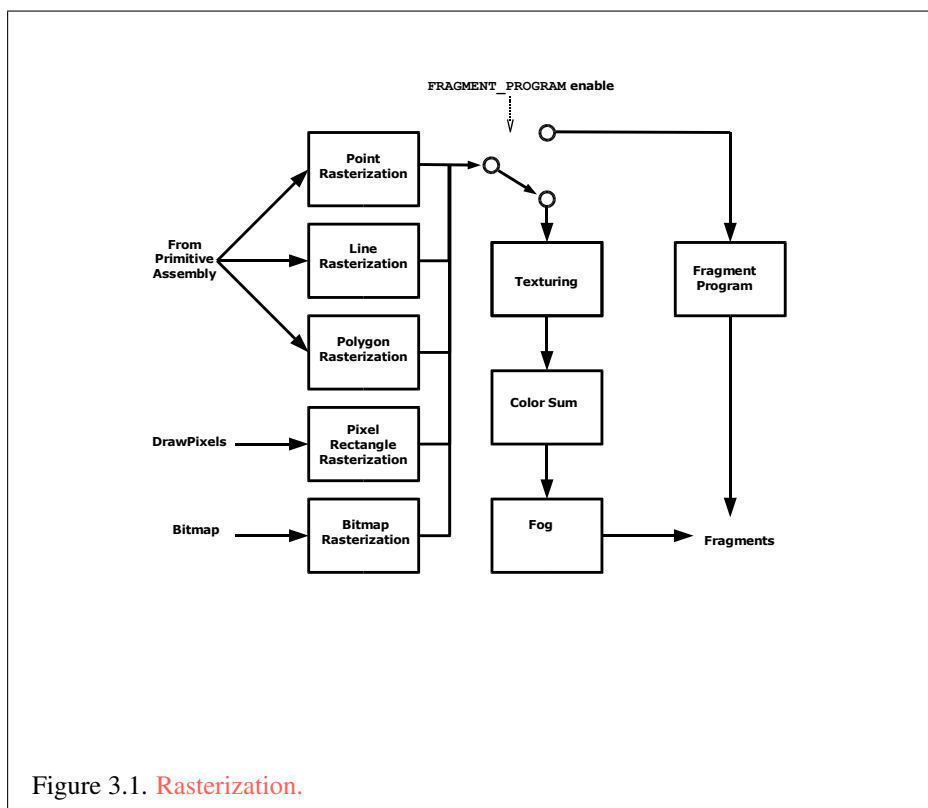 FRAGMENT_PROGRAM enable
Point
Rasterization
From
Primitive
Assembly
Line
Rasterization
Texturing
Fragment
Program
Polygon
Rasterization
Color Sum
DrawPixels
Pixel
Rectangle
Rasterization
Bitmap
Bitmap
Rasterization
Fog
Fragments
Figure 3.1. Rasterization.